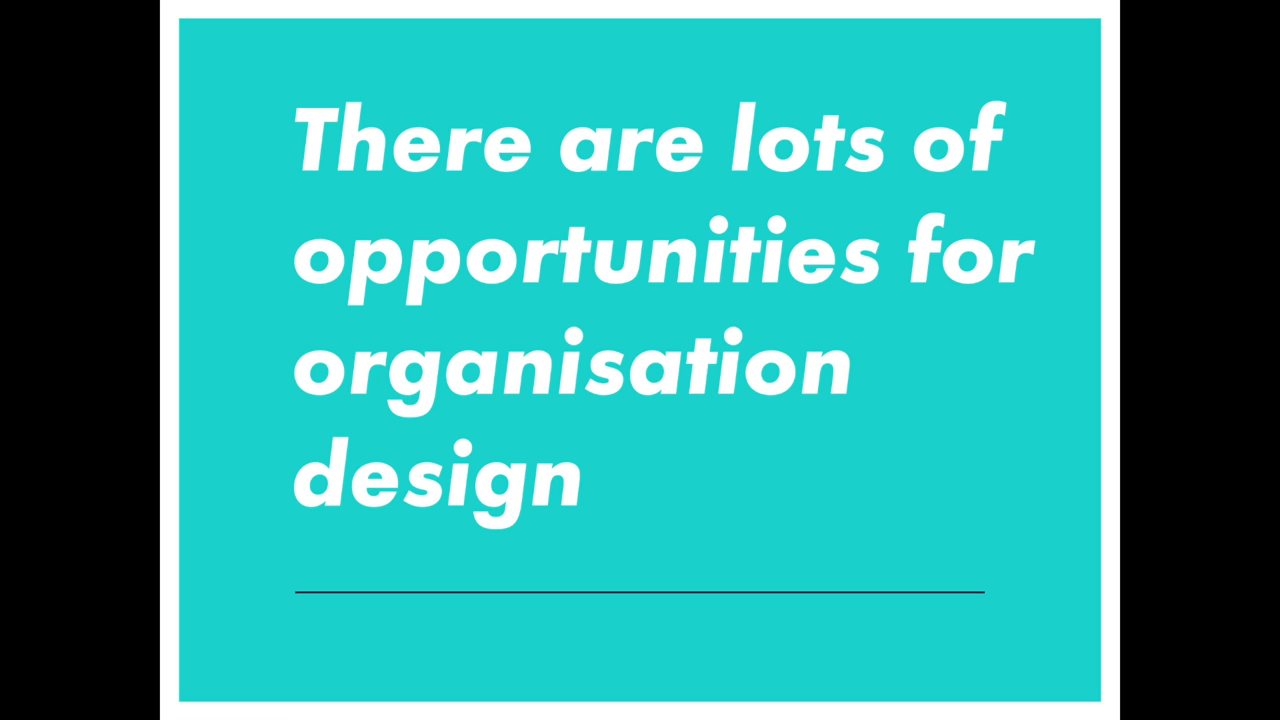 There are lots of
opportunities for
organisation
design